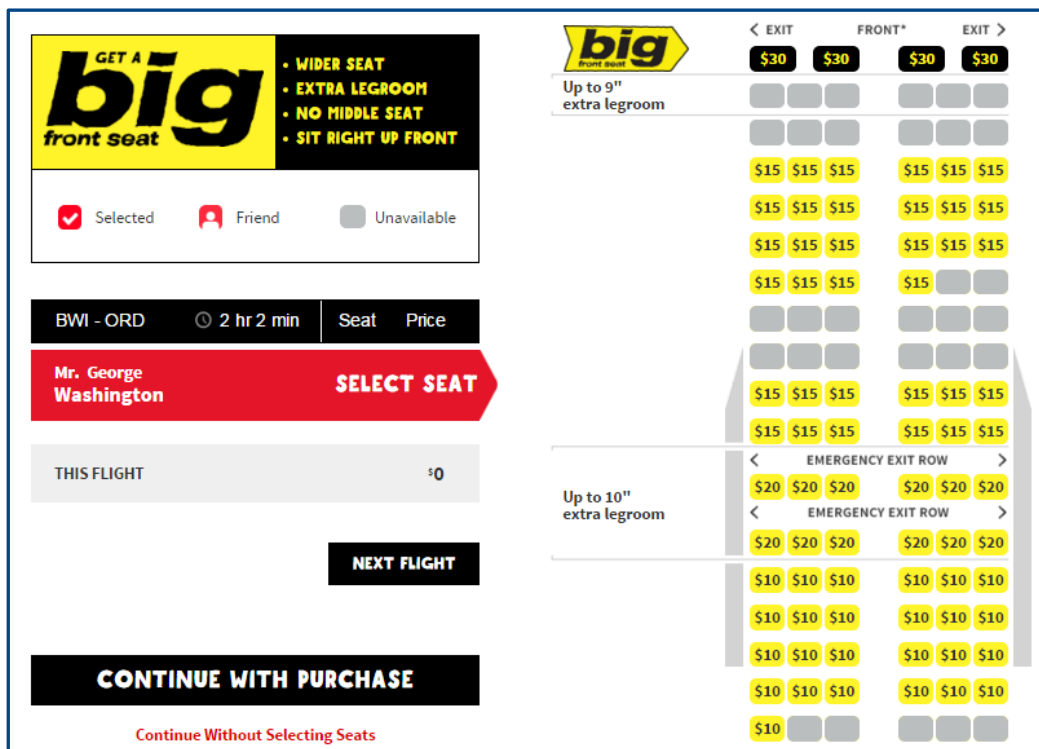 GET A
big
front seat
• WIDER SEAT
• EXTRA LEGROOM
• NO MIDDLE SEAT
• SIT RIGHT UP FRONT
Selected Friend Unavailable
BWI - ORD 2 hr 2 min Seat Price
Mr. George
Washington
SELECT SEAT
THIS FLIGHT $0
NEXT FLIGHT
CONTINUE WITH PURCHASE
Continue Without Selecting Seats
big
front seat
< EXIT FRONT* EXIT >
$30 $30 $30 $30
Up to 9"
extra legroom
$15 $15 $15 $15 $15 $15
$15 $15 $15 $15 $15 $15
$15 $15 $15 $15 $15 $15
$15 $15 $15 $15
$15 $15 $15 $15 $15 $15
$15 $15 $15 $15 $15 $15
< EMERGENCY EXIT ROW >
Up to 10"
extra legroom
$20 $20 $20 $20 $20 $20
< EMERGENCY EXIT ROW >
$20 $20 $20 $20 $20 $20
$10 $10 $10 $10 $10 $10
$10 $10 $10 $10 $10 $10
$10 $10 $10 $10 $10 $10
$10 $10 $10 $10 $10 $10
$10